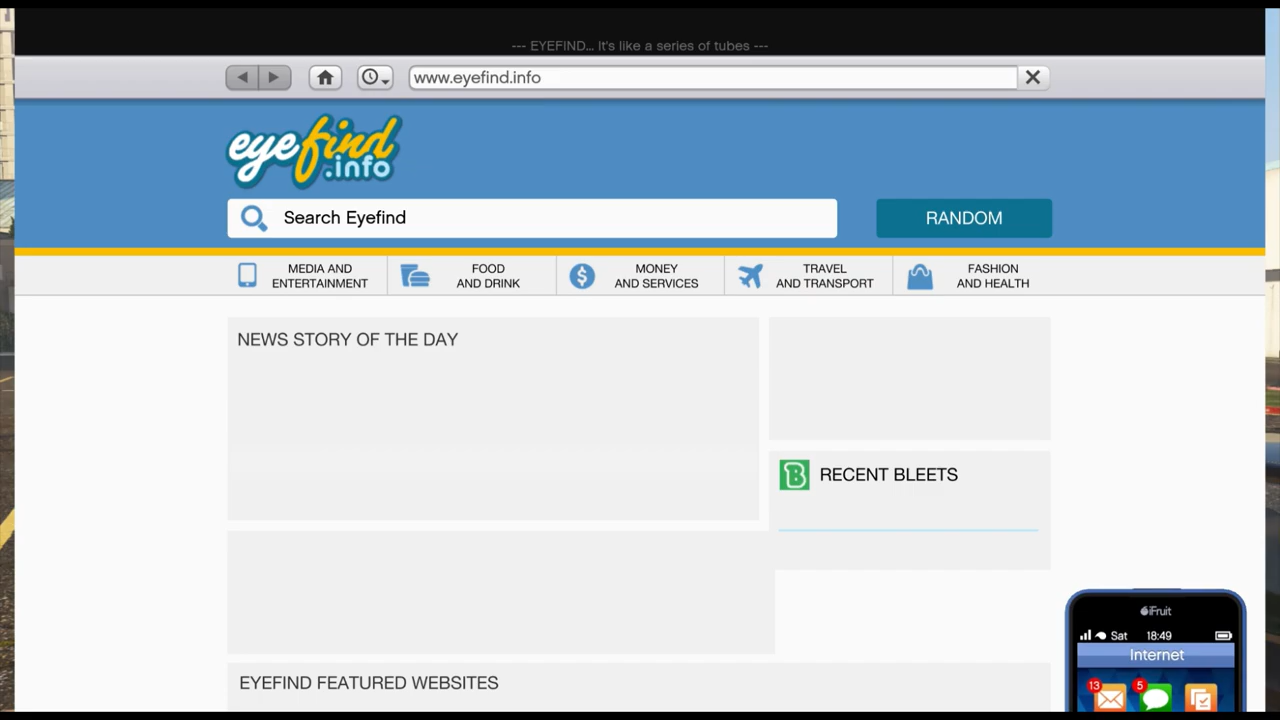 --- EYEFIND... It's like a series of tubes ---
www.eyefind.info
eyefind
.info
Search Eyefind
RANDOM
MEDIA AND
ENTERTAINMENT
FOOD
AND DRINK
MONEY
AND SERVICES
TRAVEL
AND TRANSPORT
FASHION
AND HEALTH
NEWS STORY OF THE DAY
B RECENT BLEETS
EYEFIND FEATURED WEBSITES
iFruit
Sat 18:49
Internet
13 5